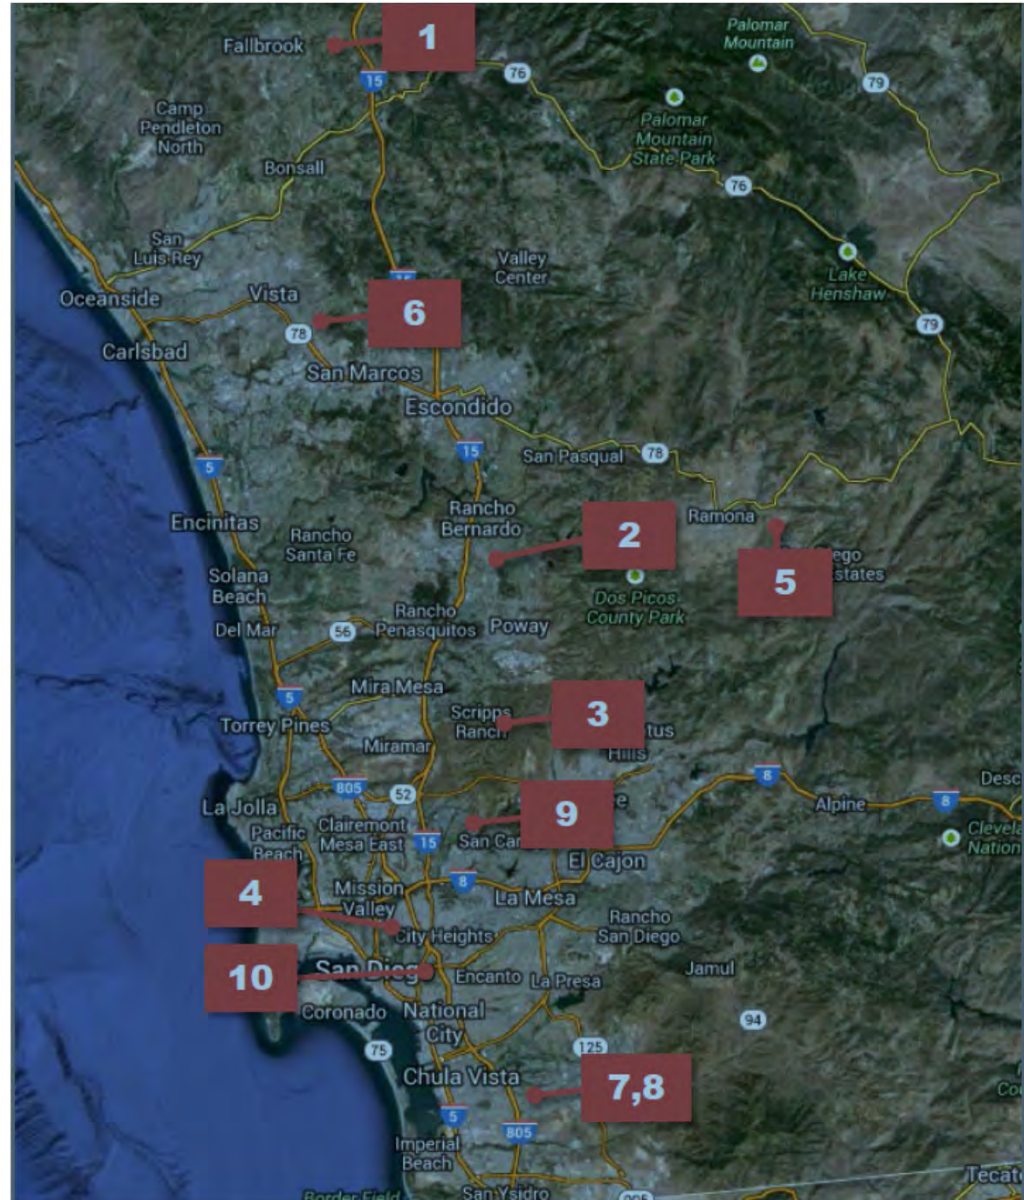 1
Palomar
Mountain
Fallbrook
15
76
79
Palomar
Mountain
State Park
Camp
Pendleton
North
Bonsall
76
San
Luis Rey
Valley
Center
Lake
Henshaw
Oceanside
Vista
6
78
79
Carlsbad
San Marcos
Escondido
15
San Pasqual
78
5
Rancho
Bernardo
Ramona
Encinitas
2
Rancho
Santa Fe
5
Solana
Beach
Dos Picos
County Park
Del Mar
56
Rancho
Penasquitos
Poway
Mira Mesa
5
Scripps
Ranch
3
Torrey Pines
Miramar
Hills
8
805
52
La Jolla
9
Alpine
8
Pacific
Beach
Clairemont
Mesa East
15
El Cajon
4
Mission
Valley
8
La Mesa
City Heights
Rancho
San Diego
10
San Diego
Encanto
La Presa
Jamul
Coronado
National
City
94
75
125
Chula Vista
7,8
5
805
Imperial
Beach
San Ysidro
Border Field